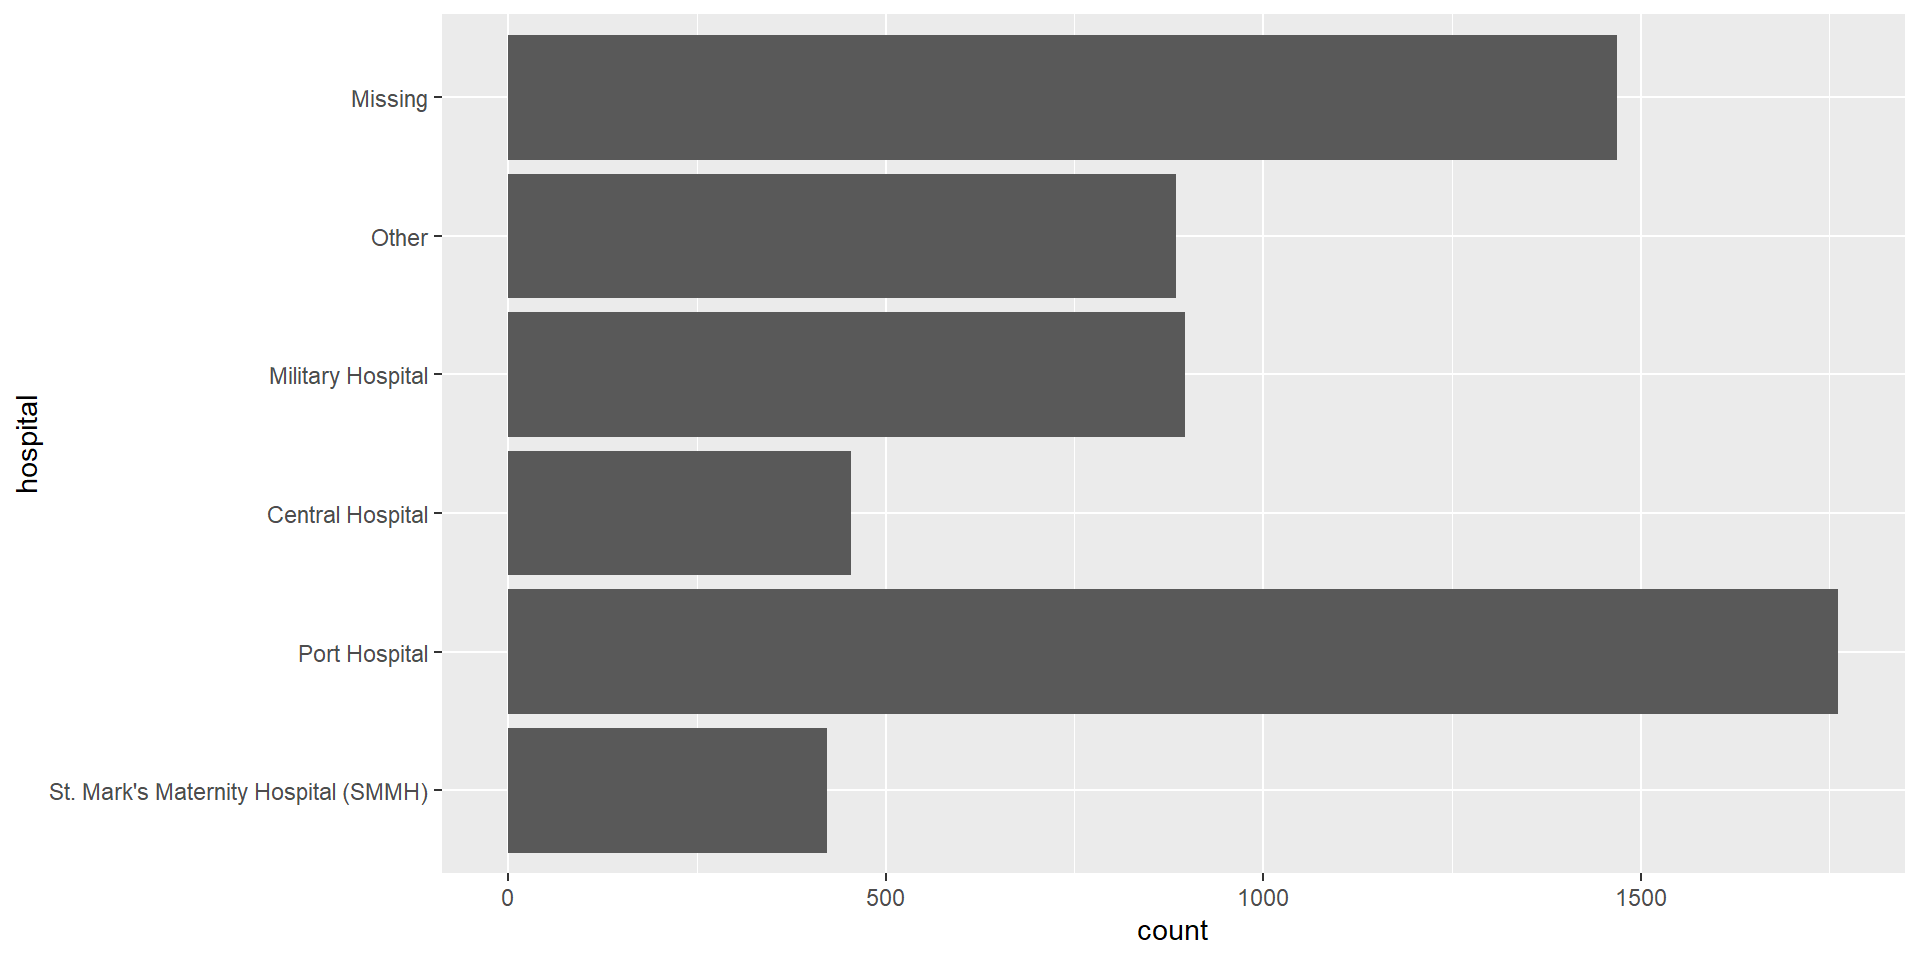 Missing
Other
Military Hospital
Central Hospital
Port Hospital
St. Mark's Maternity Hospital (SMMH)
hospital
0 500 1000 1500
count